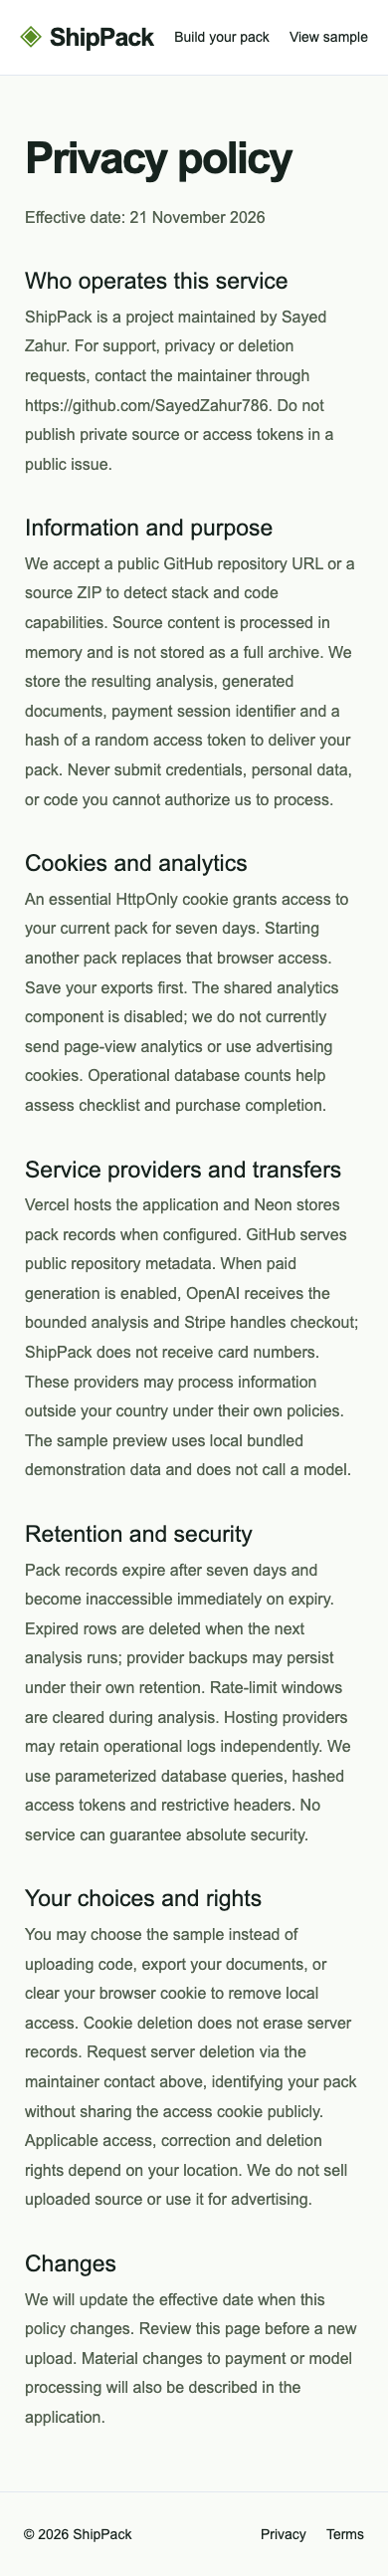 ShipPack Build your pack View sample
Privacy policy
Effective date: 21 November 2026
Who operates this service
ShipPack is a project maintained by Sayed
Zahur. For support, privacy or deletion
requests, contact the maintainer through
https://github.com/SayedZahur786. Do not
publish private source or access tokens in a
public issue.
Information and purpose
We accept a public GitHub repository URL or a
source ZIP to detect stack and code
capabilities. Source content is processed in
memory and is not stored as a full archive. We
store the resulting analysis, generated
documents, payment session identifier and a
hash of a random access token to deliver your
pack. Never submit credentials, personal data,
or code you cannot authorize us to process.
Cookies and analytics
An essential HttpOnly cookie grants access to
your current pack for seven days. Starting
another pack replaces that browser access.
Save your exports first. The shared analytics
component is disabled; we do not currently
send page-view analytics or use advertising
cookies. Operational database counts help
assess checklist and purchase completion.
Service providers and transfers
Vercel hosts the application and Neon stores
pack records when configured. GitHub serves
public repository metadata. When paid
generation is enabled, OpenAI receives the
bounded analysis and Stripe handles checkout;
ShipPack does not receive card numbers.
These providers may process information
outside your country under their own policies.
The sample preview uses local bundled
demonstration data and does not call a model.
Retention and security
Pack records expire after seven days and
become inaccessible immediately on expiry.
Expired rows are deleted when the next
analysis runs; provider backups may persist
under their own retention. Rate-limit windows
are cleared during analysis. Hosting providers
may retain operational logs independently. We
use parameterized database queries, hashed
access tokens and restrictive headers. No
service can guarantee absolute security.
Your choices and rights
You may choose the sample instead of
uploading code, export your documents, or
clear your browser cookie to remove local
access. Cookie deletion does not erase server
records. Request server deletion via the
maintainer contact above, identifying your pack
without sharing the access cookie publicly.
Applicable access, correction and deletion
rights depend on your location. We do not sell
uploaded source or use it for advertising.
Changes
We will update the effective date when this
policy changes. Review this page before a new
upload. Material changes to payment or model
processing will also be described in the
application.
© 2026 ShipPack Privacy Terms